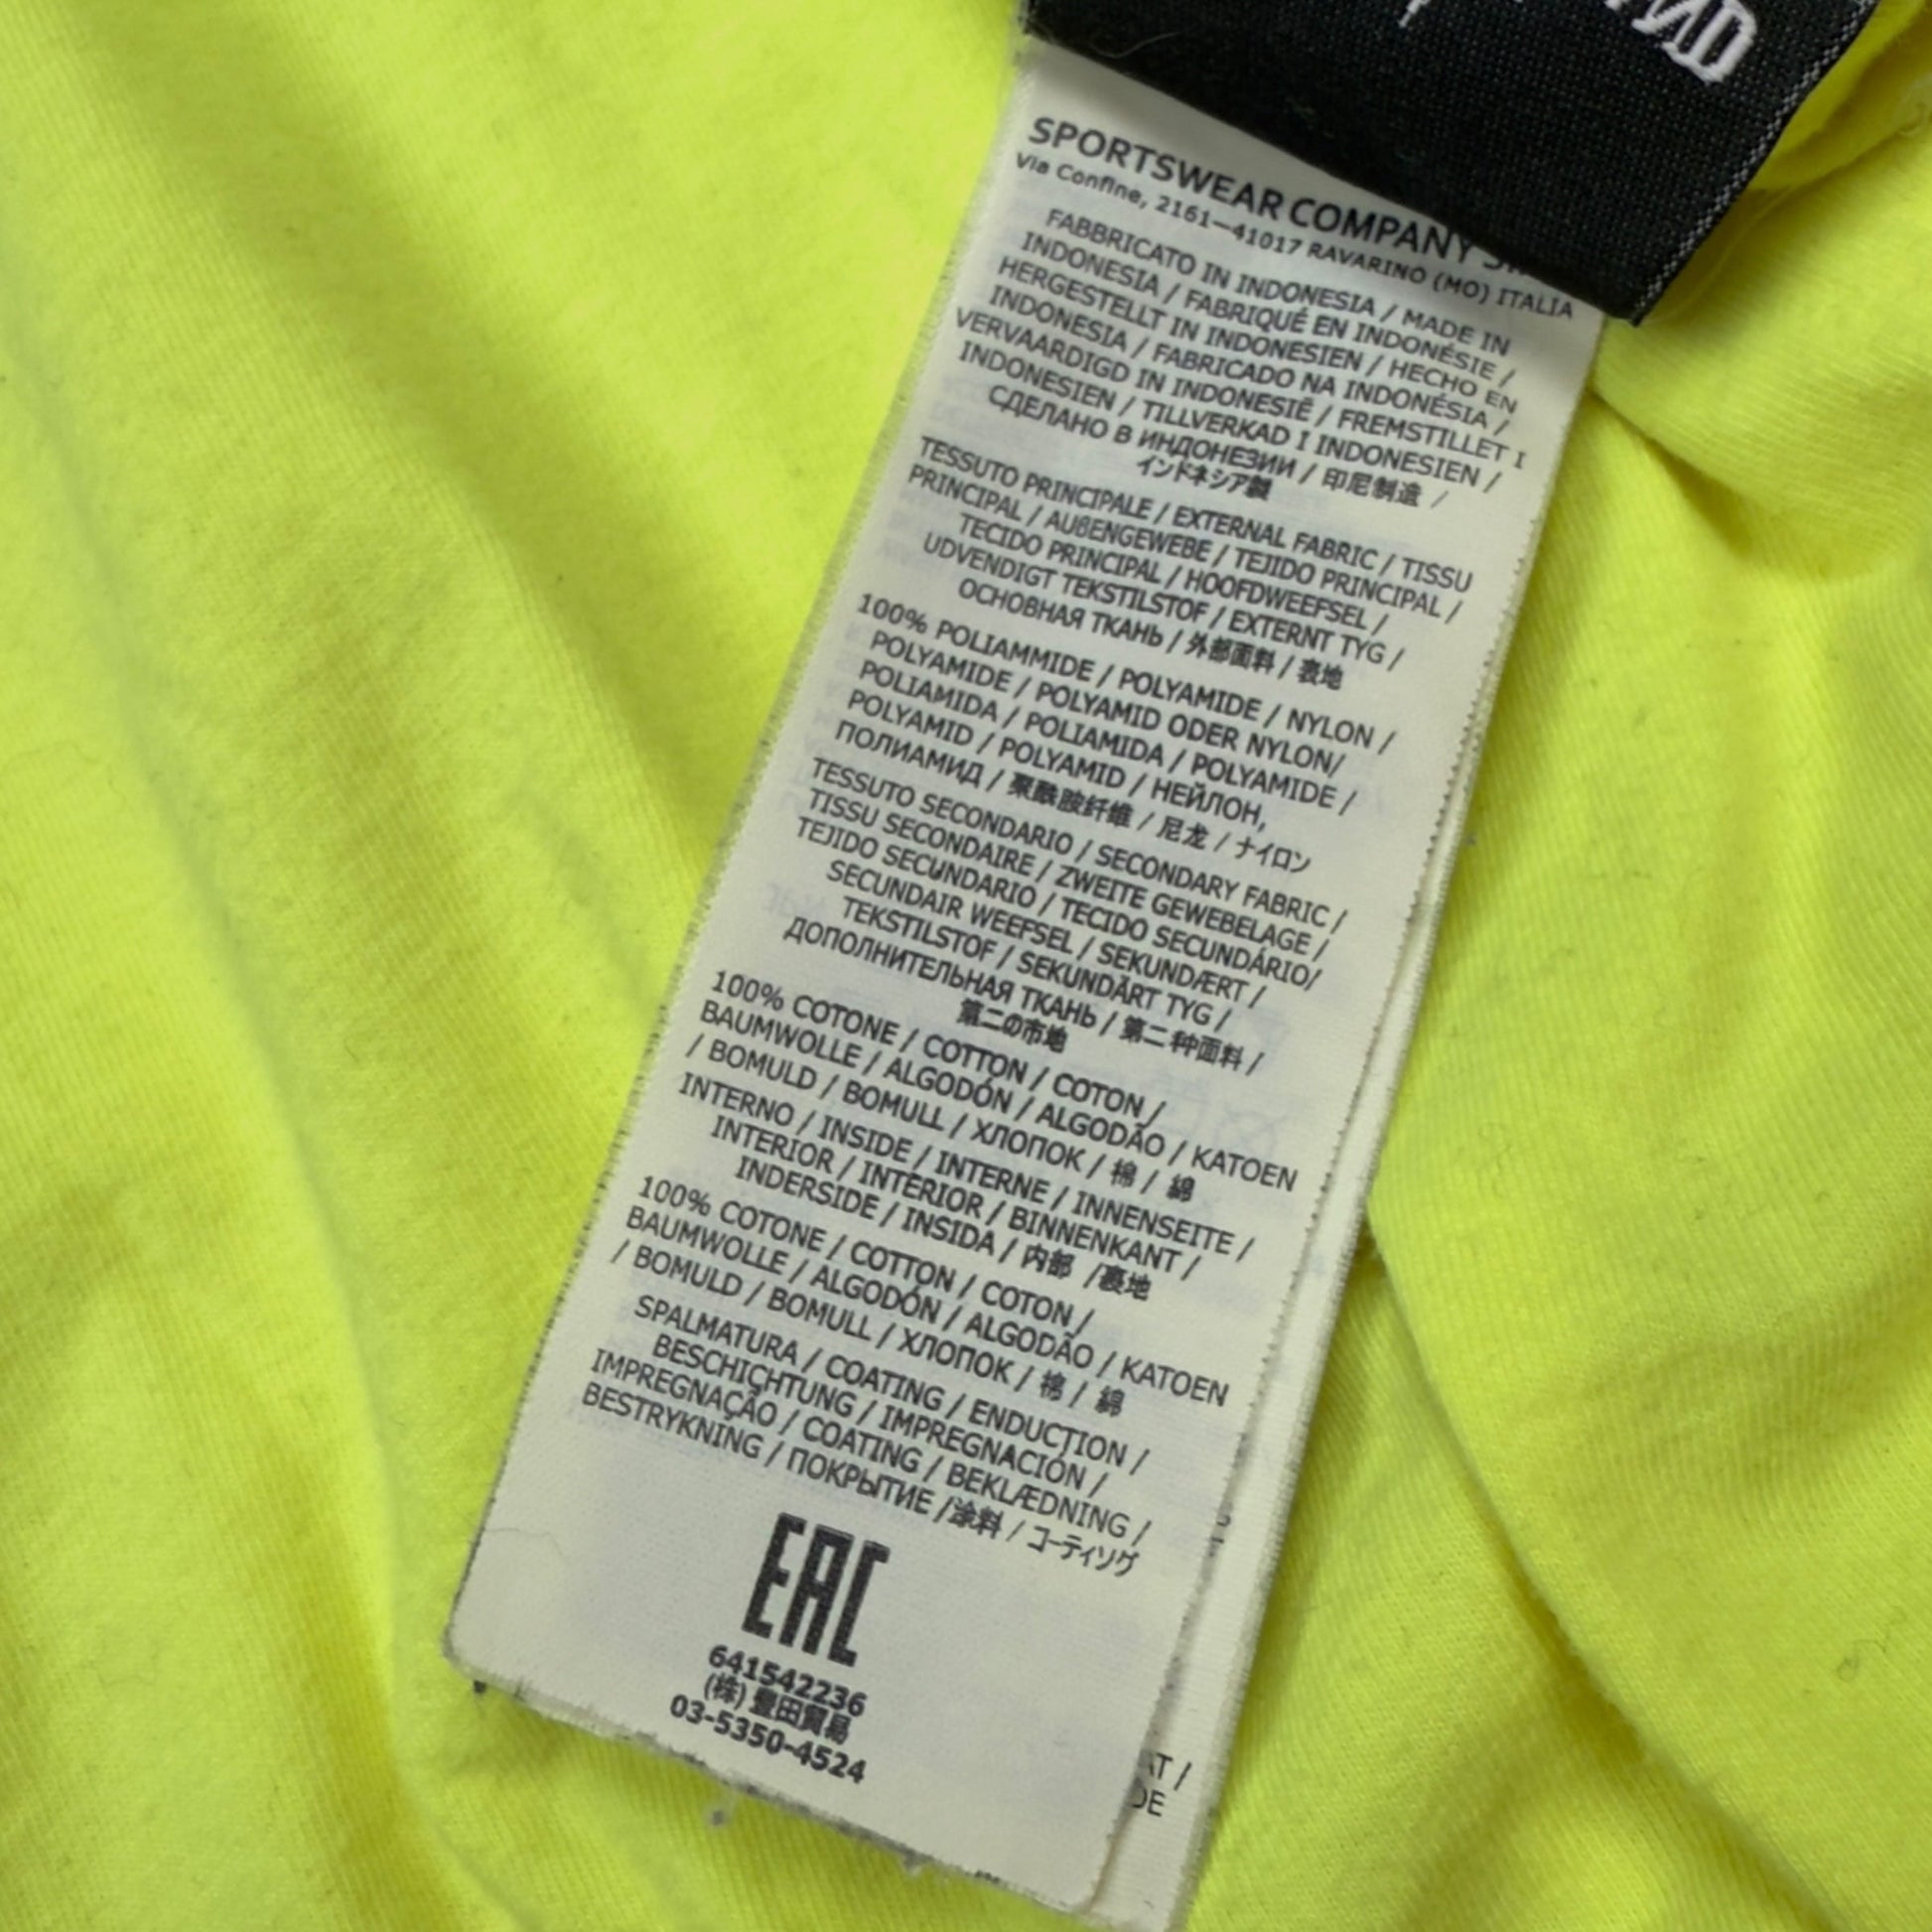 SPORTSWEAR COMPANY
Via Confine, 2161—41017 RAVARINO (MO) ITALIA
FABBRICATO IN INDONESIA / MADE IN
INDONESIA / FABRIQUÉ EN INDONÉSIE /
HERGESTELLT IN INDONESIEN / HECHO EN
INDONESIA / FABRICADO NA INDONÉSIA /
VERVAARDIGD IN INDONESIË / FREMSTILLET I
INDONESIEN / TILLVERKAD I INDONESIEN /
СДЕЛАНО В ИНДОНЕЗИИ / 印尼制造 /
インドネシア製
TESSUTO PRINCIPALE / EXTERNAL FABRIC / TISSU
PRINCIPAL / AUßENGEWEBE / TEJIDO PRINCIPAL /
TECIDO PRINCIPAL / HOOFDWEEFSEL /
UDVENDIGT TEKSTILSTOF / EXTERNT TYG /
ОСНОВНАЯ ТКАНЬ / 外部面料 / 表地
100% POLIAMMIDE / POLYAMIDE / NYLON /
POLYAMIDE / POLYAMID ODER NYLON/
POLIAMIDA / POLIAMIDA / POLYAMIDE /
POLYAMID / POLYAMID / НЕЙЛОН,
ПОЛИАМИД / 聚酰胺纤维 / 尼龙 / ナイロン
TESSUTO SECONDARIO / SECONDARY FABRIC /
TISSU SECONDAIRE / ZWEITE GEWEBELAGE /
TEJIDO SECUNDARIO / TECIDO SECUNDÁRIO/
SECUNDAIR WEEFSEL / SEKUNDÆRT /
TEKSTILSTOF / SEKUNDÄRT TYG /
ДОПОЛНИТЕЛЬНАЯ ТКАНЬ / 第二种面料 /
第二の市地
100% COTONE / COTTON / COTON /
BAUMWOLLE / ALGODÓN / ALGODÃO / KATOEN
/ BOMULD / BOMULL / ХЛОПОК / 棉 / 綿
INTERNO / INSIDE / INTERNE / INNENSEITE /
INTERIOR / INTERIOR / BINNENKANT /
INDERSIDE / INSIDA / 内部 /裏地
100% COTONE / COTTON / COTON /
BAUMWOLLE / ALGODÓN / ALGODÃO / KATOEN
/ BOMULD / BOMULL / ХЛОПОК / 棉 / 綿
SPALMATURA / COATING / ENDUCTION /
BESCHICHTUNG / IMPREGNACIÓN /
IMPREGNAÇÃO / COATING / BEKLÆDNING /
BESTRYKNING / ПОКРЫТИЕ /涂料 / コーティソグ
EAC
641542236
(株) 豊田貿易
03-5350-4524